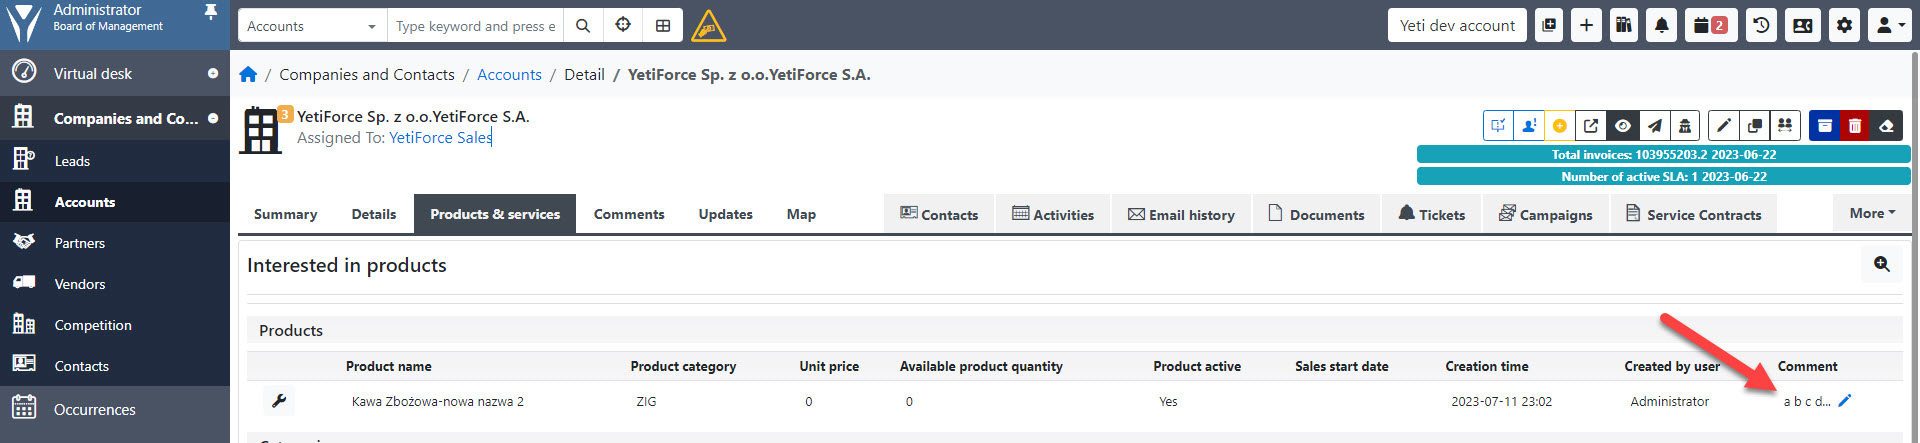 Administrator
Board of Management
Accounts
Type keyword and press e
Yeti dev account
2
Virtual desk
Companies and Co...
Leads
Accounts
Partners
Vendors
Competition
Contacts
Occurrences
/ Companies and Contacts / Accounts / Detail / YetiForce Sp. z o.o.YetiForce S.A.
3
YetiForce Sp. z o.o.YetiForce S.A.
Assigned To: YetiForce Sales
Total invoices: 103955203.2 2023-06-22
Number of active SLA: 1 2023-06-22
Summary Details Products & services Comments Updates Map Contacts Activities Email history Documents Tickets Campaigns Service Contracts More
Interested in products
Products
Product name Product category Unit price Available product quantity Product active Sales start date Creation time Created by user Comment
Kawa Zbożowa-nowa nazwa 2 ZIG 0 0 Yes 2023-07-11 23:02 Administrator a b c d...